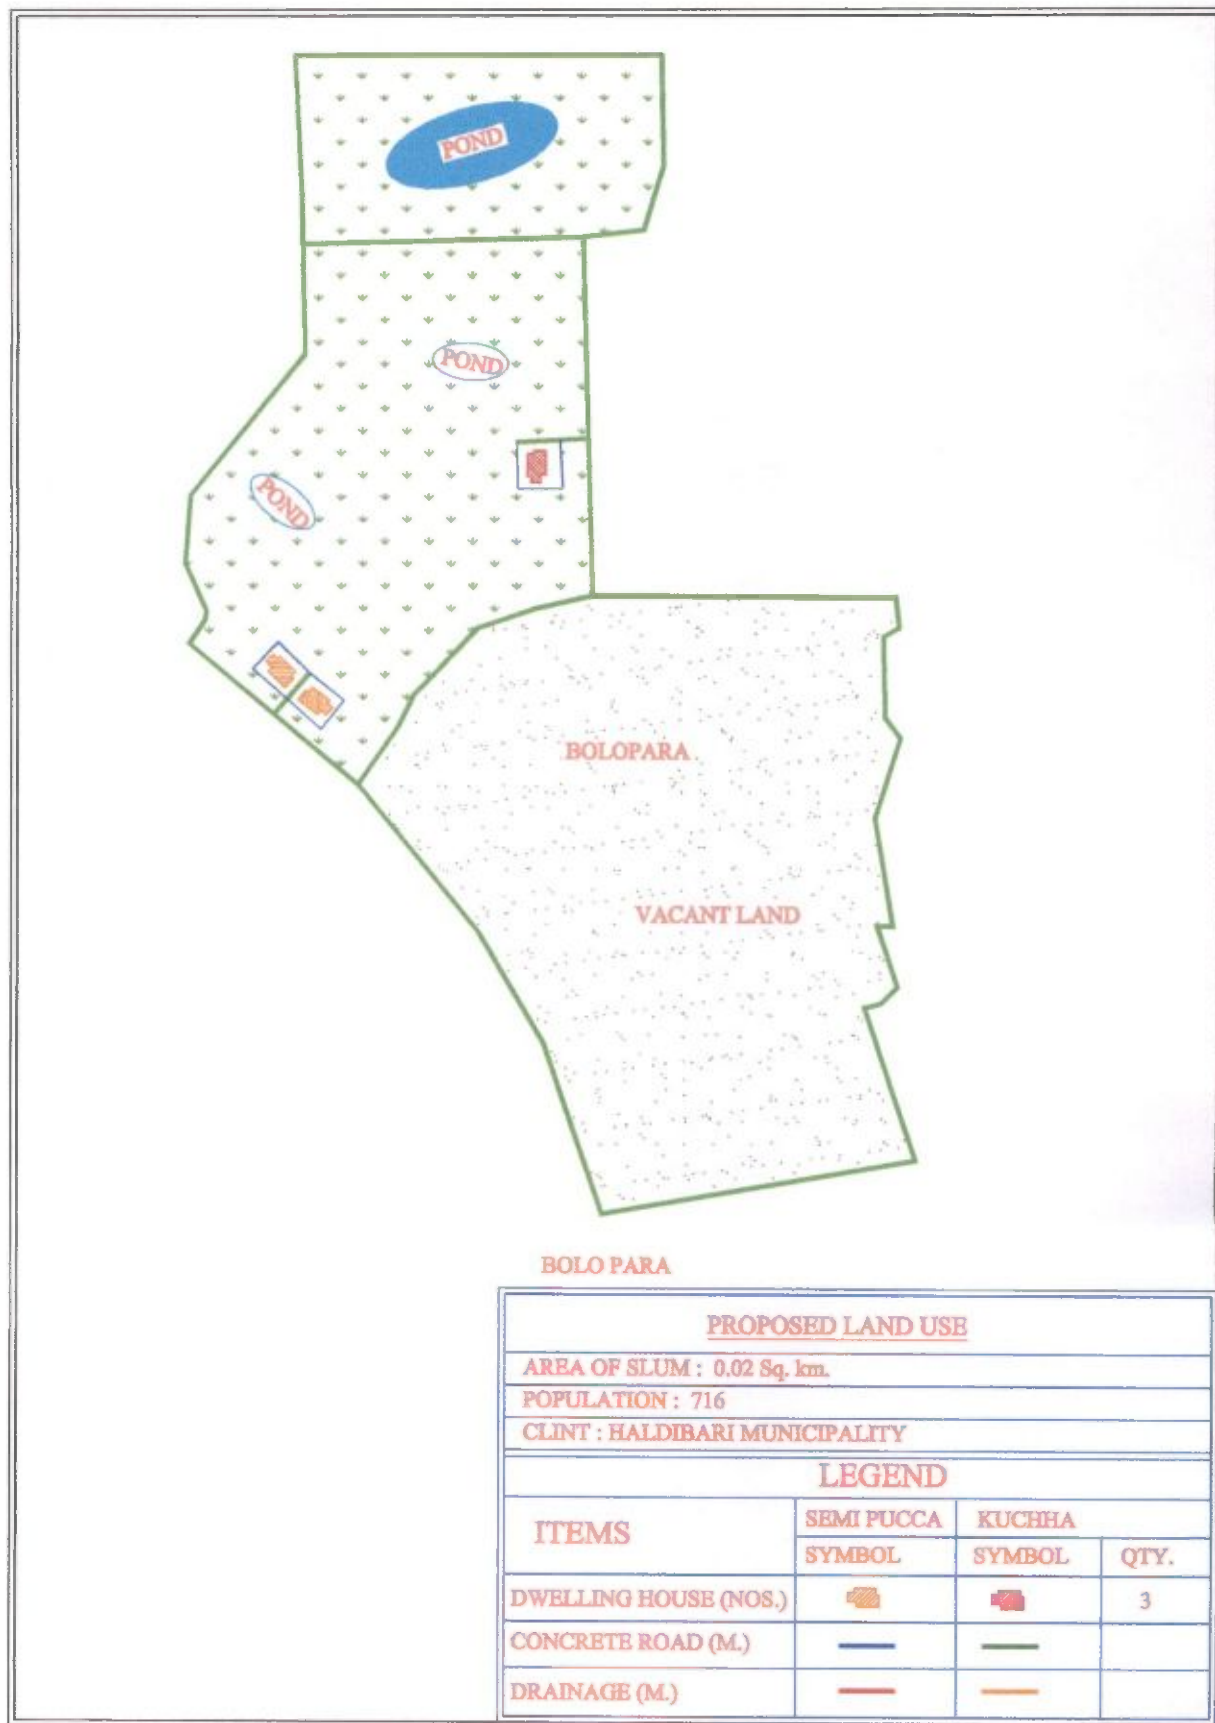 POND
POND
POND
BOLOPARA
VACANT LAND
BOLO PARA
PROPOSED LAND USE
AREA OF SLUM : 0.02 Sq. km.
POPULATION : 716
CLINT : HALDIBARI MUNICIPALITY
LEGEND
ITEMS SEMI PUCCA KUCHHA
SYMBOL SYMBOL QTY.
DWELLING HOUSE (NOS.) 3
CONCRETE ROAD (M.)
DRAINAGE (M.)